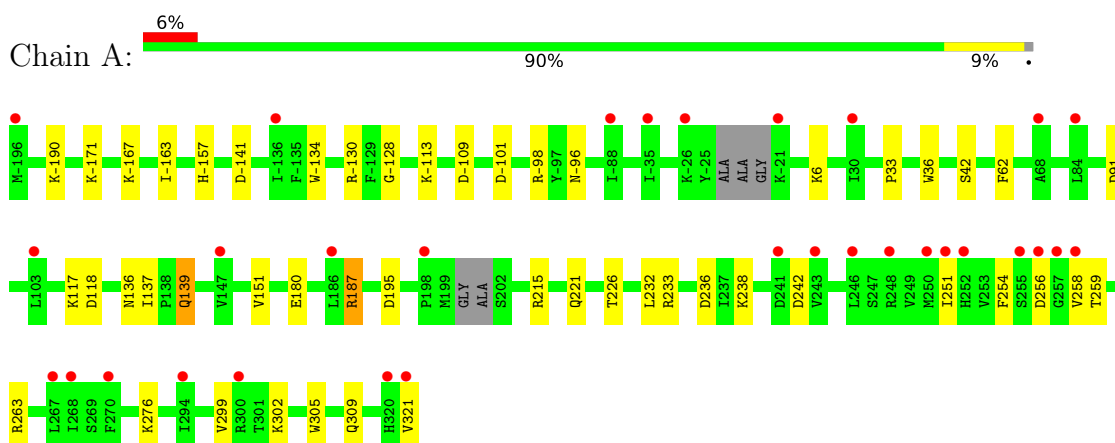 6%
Chain A:
90% 9% •
M-196 K-190 K-171 K-167 I-163 H-157 D-141 I-136 F-135 W-134 R-130 F-129 G-128 K-113 D-109 D-101 R-98 Y-97 N-96 I-88 I-35 K-26 Y-25 ALA ALA GLY K-21 K6 I30 P33 W36 S42 F62 A68 L84 D91
L103 K117 D118 N136 I137 P138 Q139 V147 V151 E180 L186 R187 D195 P198 M199 GLY ALA S202 R215 Q221 T226 L232 R233 D236 I237 K238 D241 D242 V243 L246 S247 R248 V249 M250 I251 H252 V253 F254 S255 D256 G257 V258 T259
R263 L267 I268 S269 F270 K276 I294 V299 R300 T301 K302 W305 Q309 H320 V321